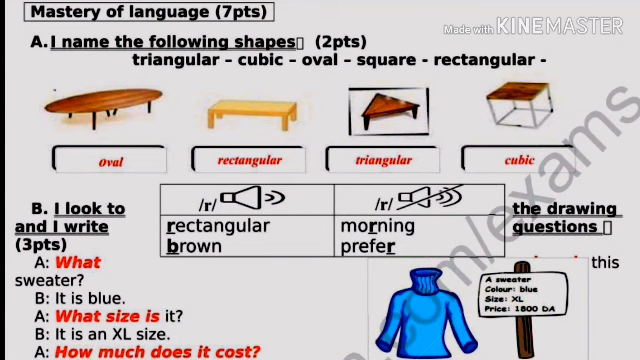 Mastery of language (7pts)
Made with KINEMASTER
A. I name the following shapes (2pts)
triangular – cubic – oval – square - rectangular -
oval rectangular triangular cubic
/r/ /r/
rectangular morning
brown prefer
B. I look to the drawing
and I write questions
(3pts)
A: What this
sweater?
B: It is blue.
A: What size is it?
B: It is an XL size.
A: How much does it cost?
A sweater
Colour: blue
Size: XL
Price: 1800 DA
.com/exams